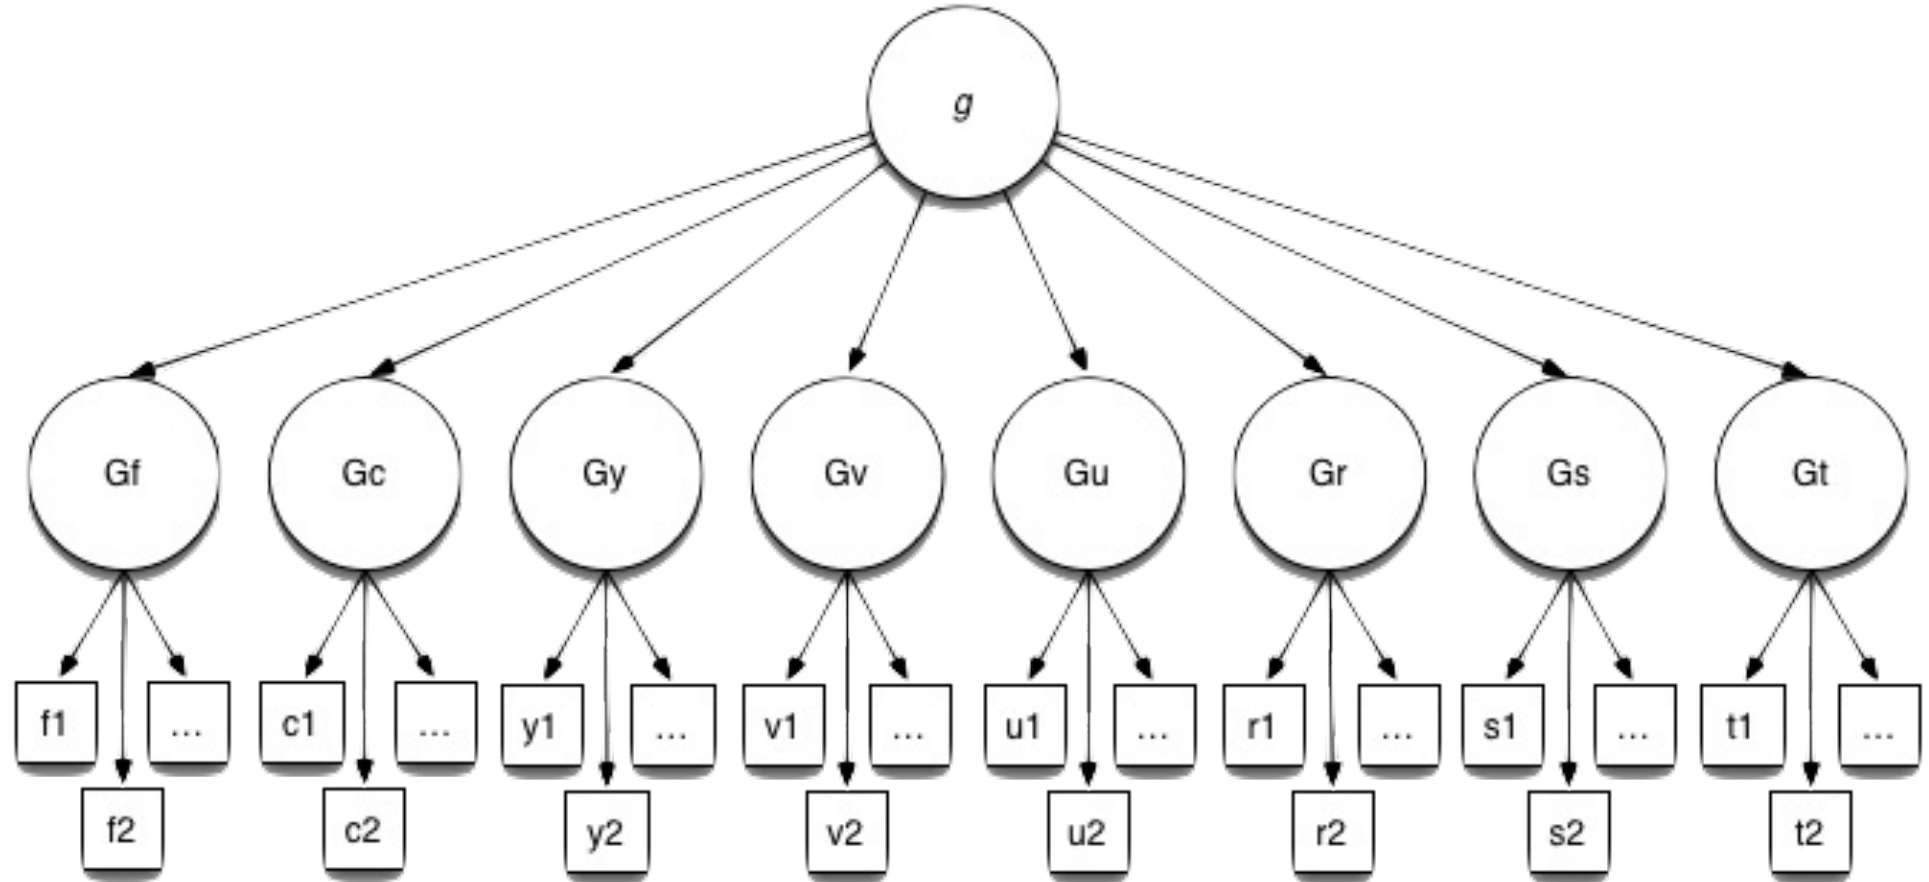 g
Gf Gc Gy Gv Gu Gr Gs Gt
f1 ... c1 ... y1 ... v1 ... u1 ... r1 ... s1 ... t1 ...
f2 c2 y2 v2 u2 r2 s2 t2